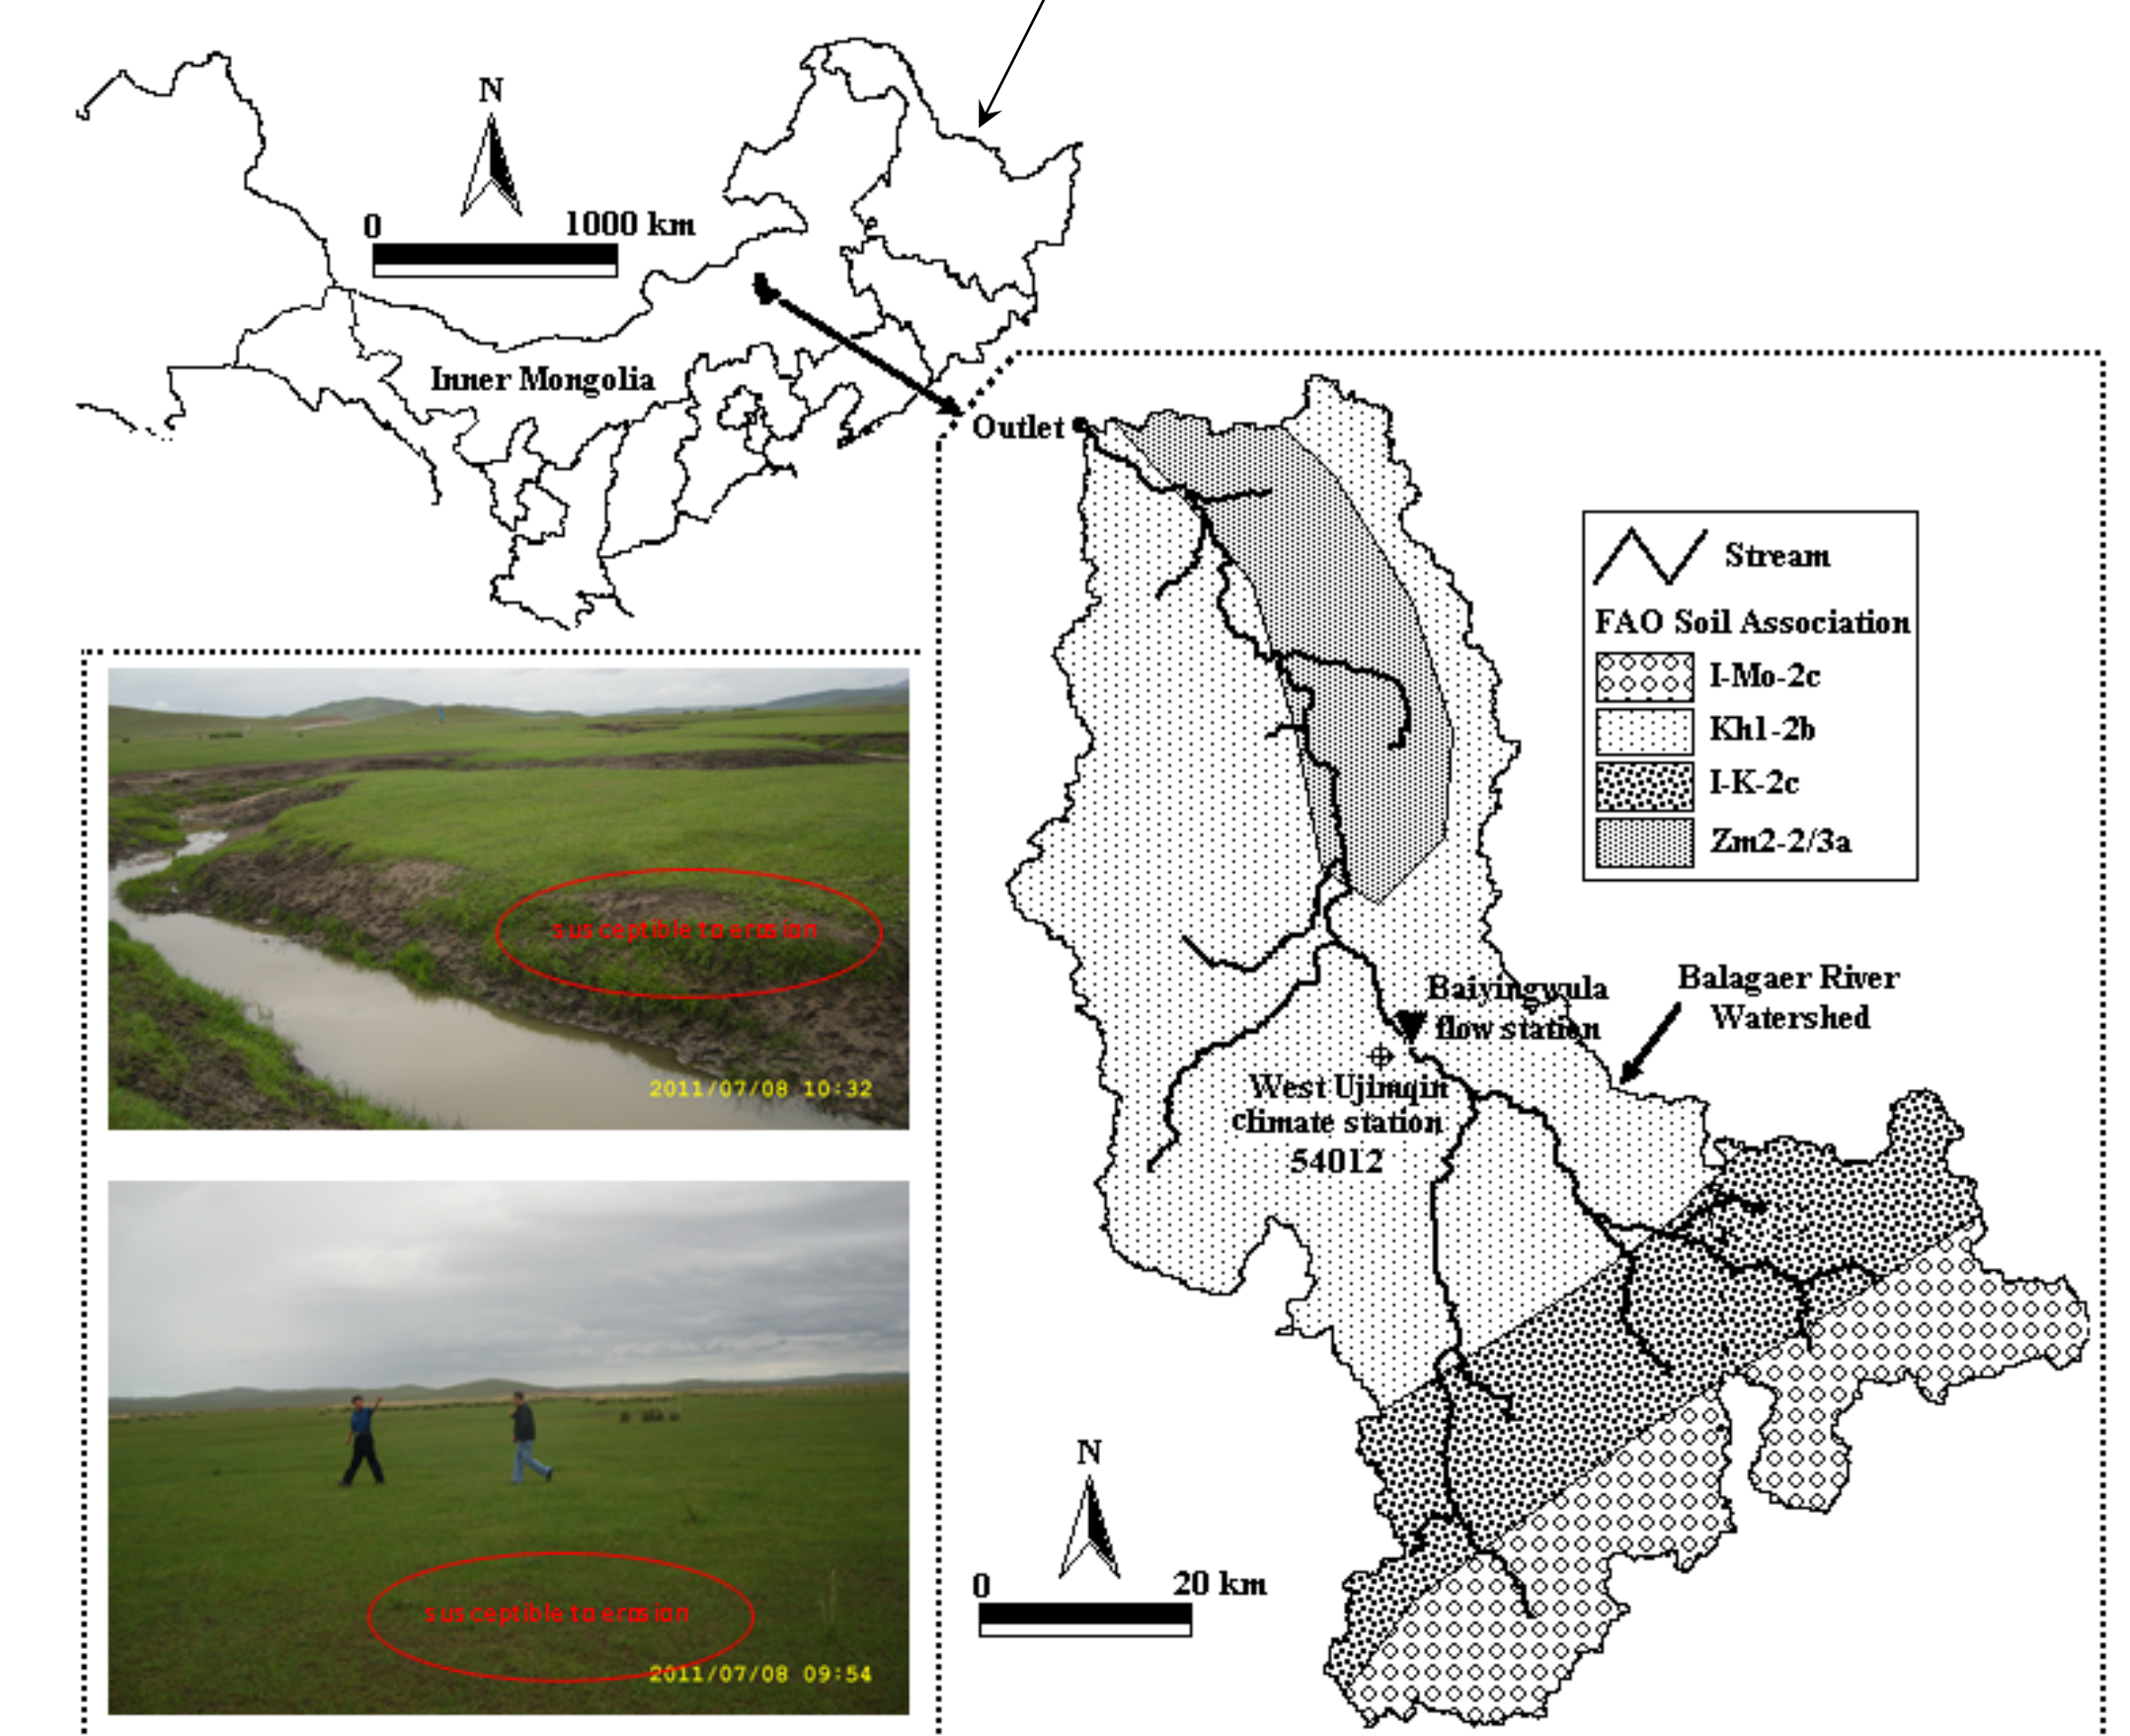 N
0 1000 km
Inner Mongolia
Outlet
Stream
FAO Soil Association
I-Mo-2c
Kh1-2b
I-K-2c
Zm2-2/3a
susceptible to erosion
2011/07/08 10:32
Baiyingwula
flow station
Balagaer River
Watershed
West Ujimqin
climate station
54012
susceptible to erosion
2011/07/08 09:54
N
0 20 km